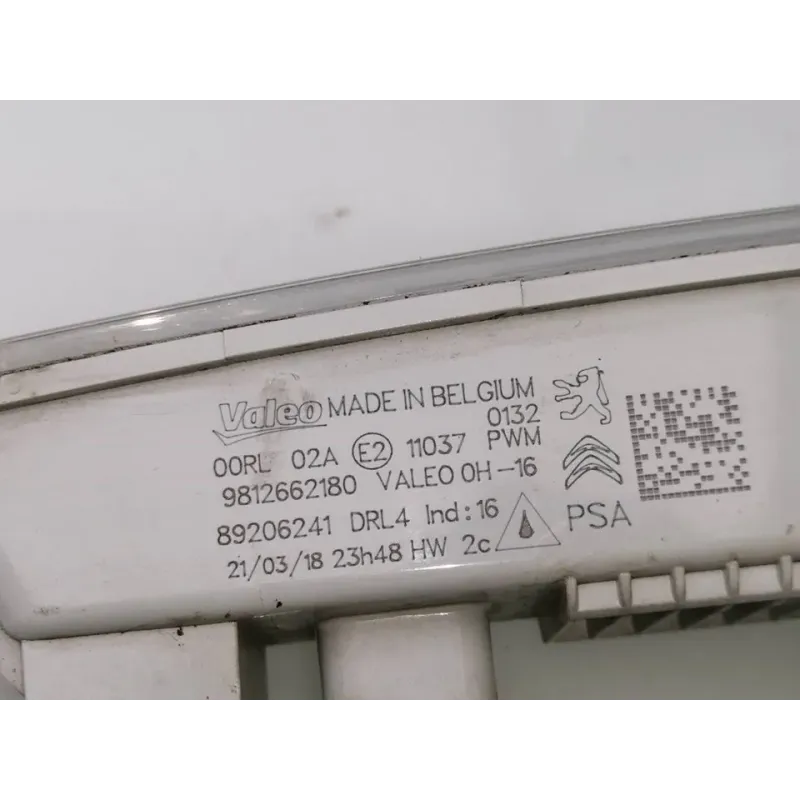 Valeo MADE IN BELGIUM
0132
00RL 02A E2 11037 PWM
9812662180 VALEO 0H-16
89206241 DRL4 Ind:16
21/03/18 23h48 HW 2c
PSA